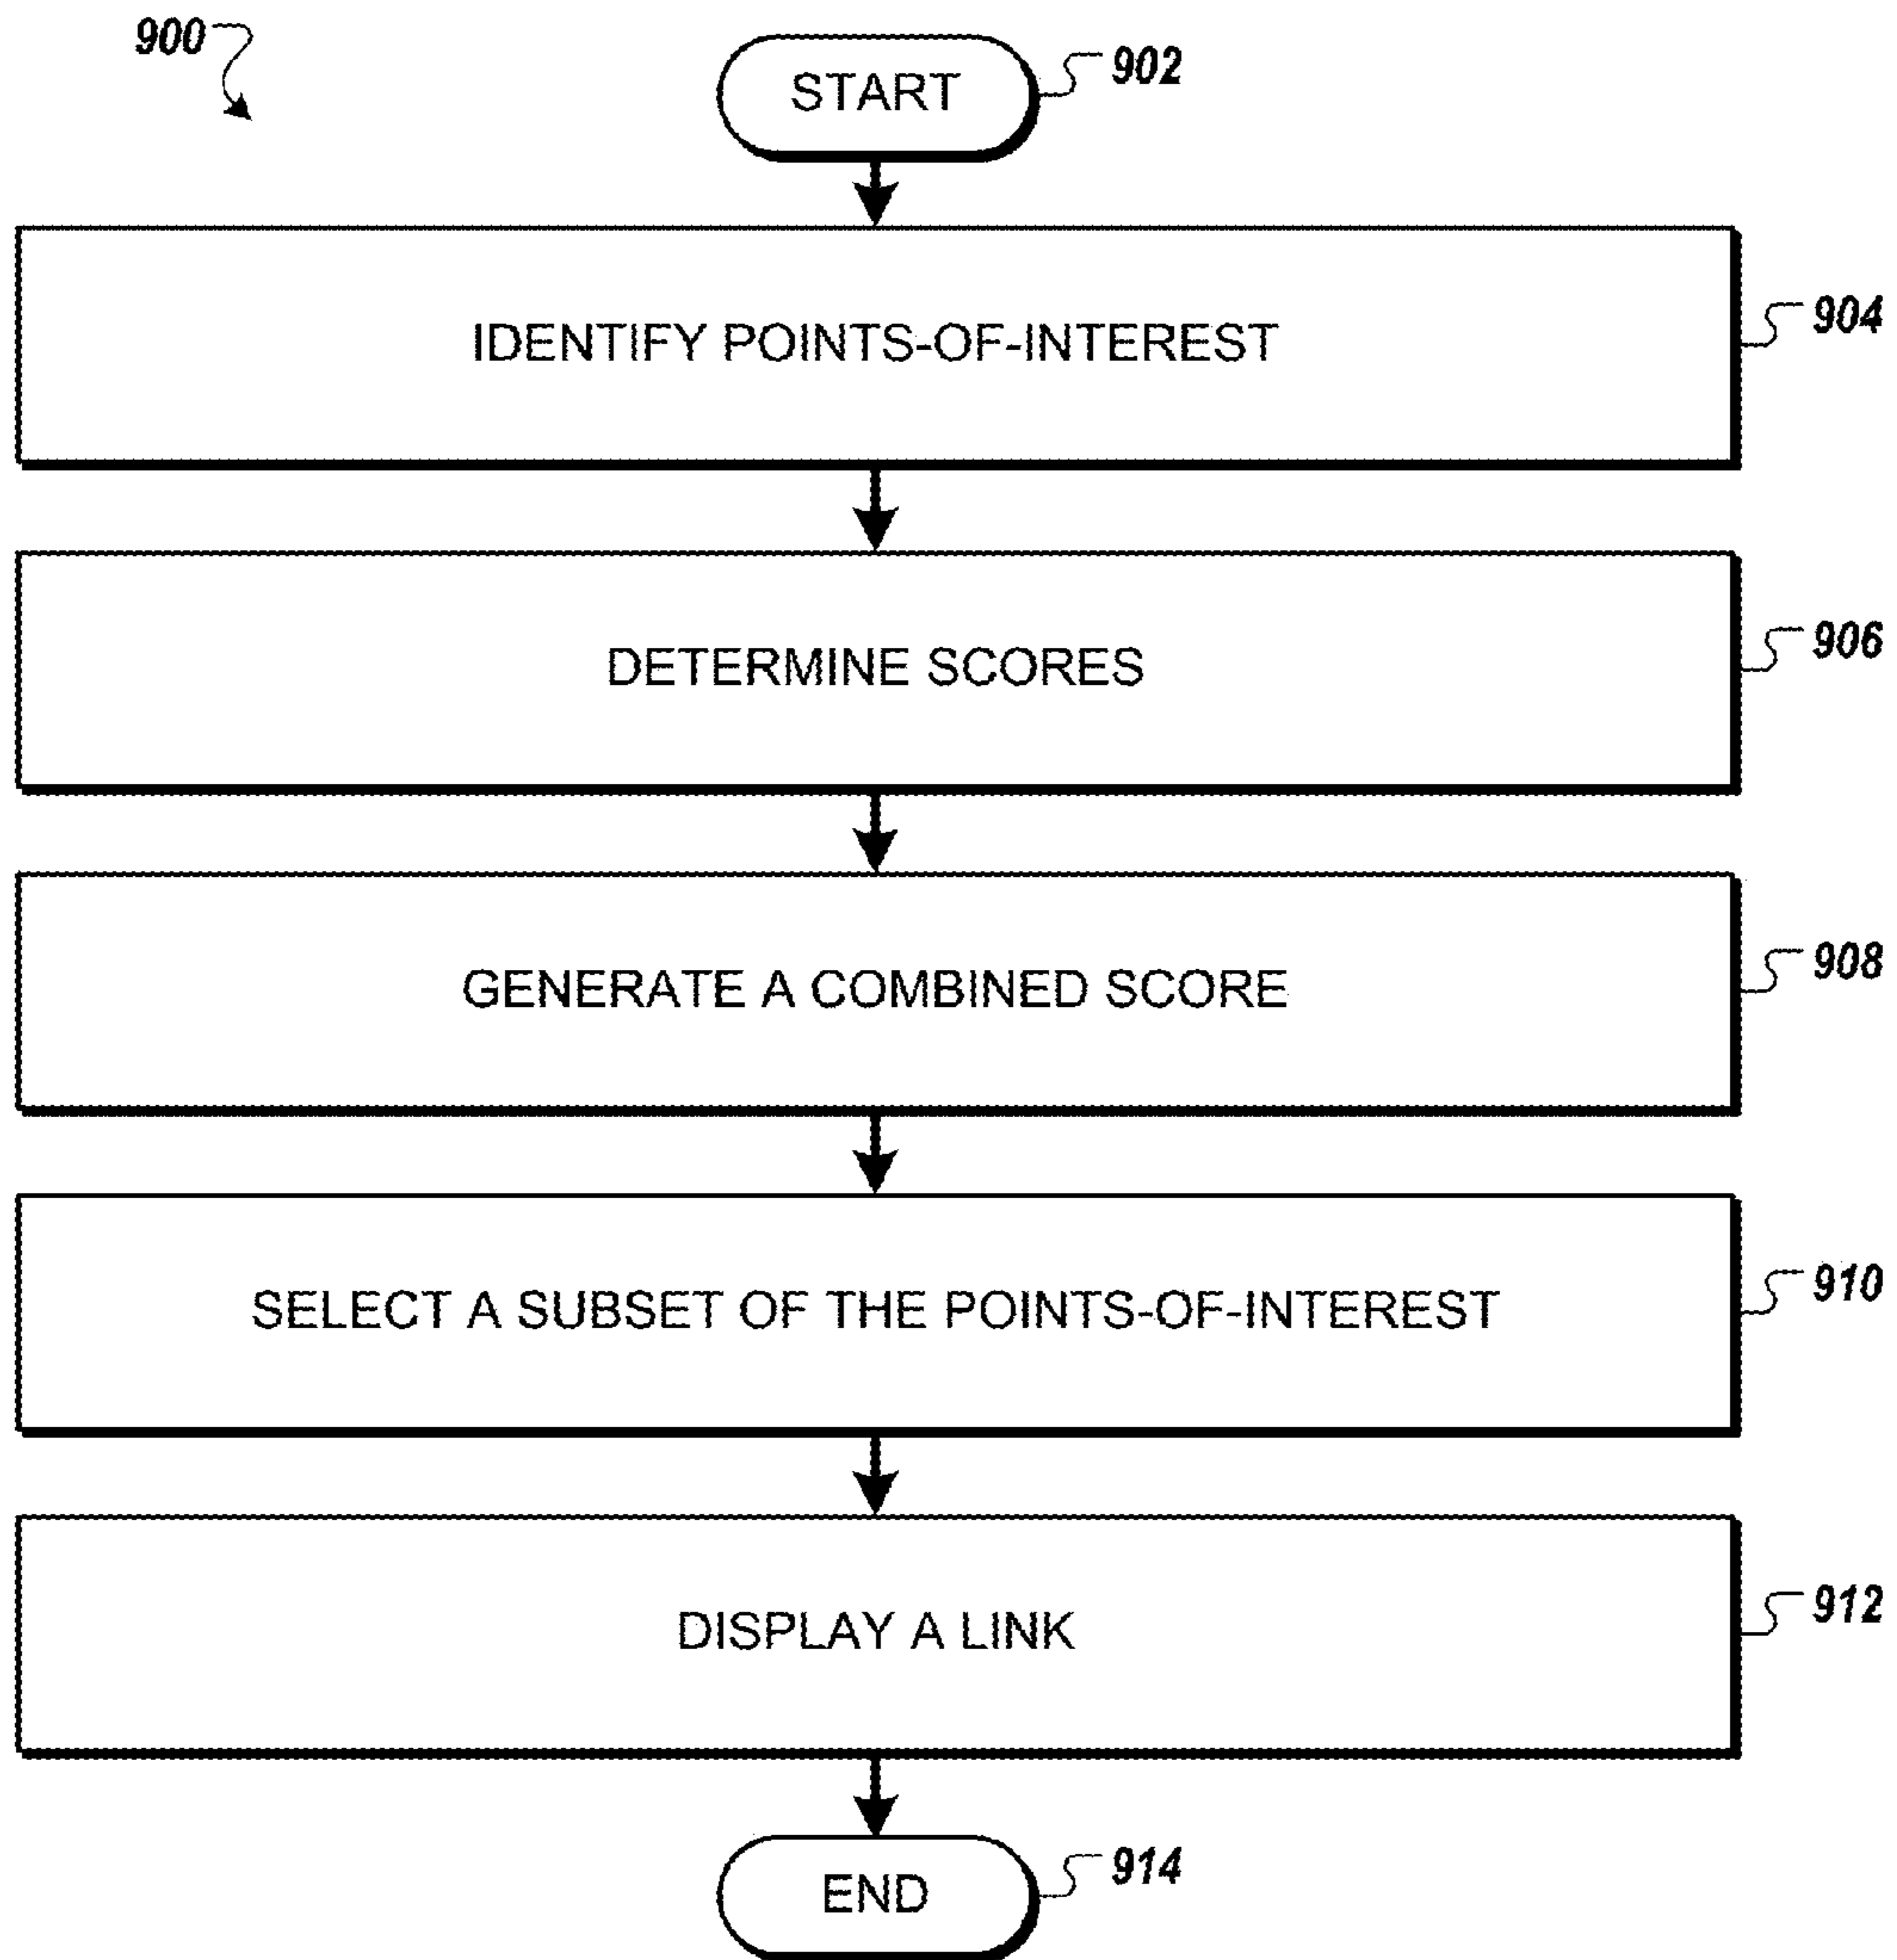 900
START
902
IDENTIFY POINTS-OF-INTEREST
904
DETERMINE SCORES
906
GENERATE A COMBINED SCORE
908
SELECT A SUBSET OF THE POINTS-OF-INTEREST
910
DISPLAY A LINK
912
END
914